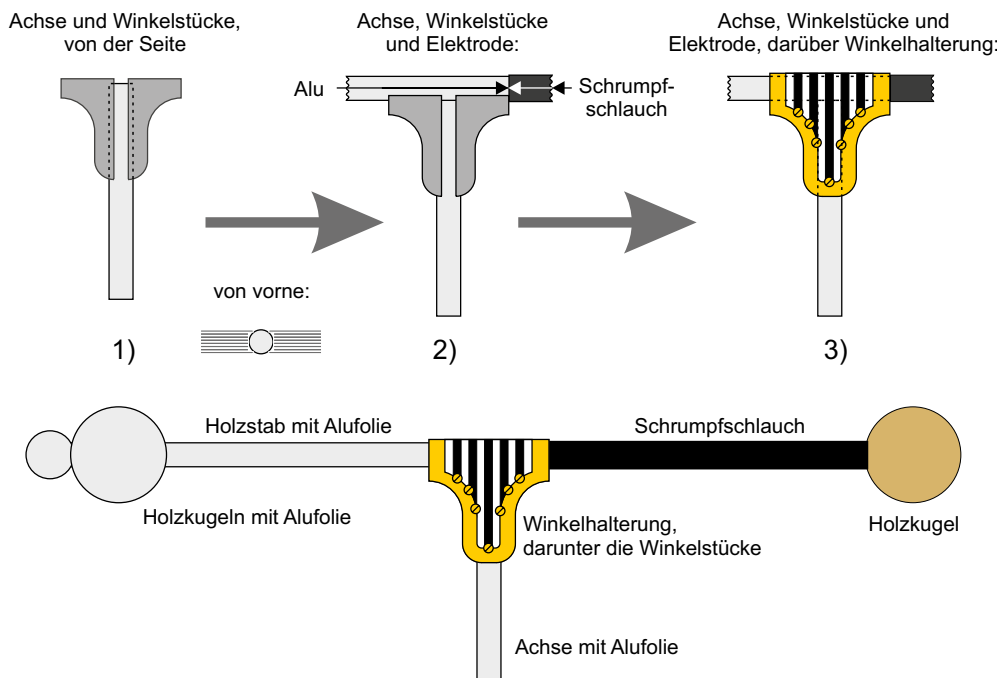 Achse und Winkelstücke,
von der Seite
Achse, Winkelstücke
und Elektrode:
Achse, Winkelstücke und
Elektrode, darüber Winkelhalterung:
Alu
Schrumpf-
schlauch
von vorne:
1)
2)
3)
Holzstab mit Alufolie
Schrumpfschlauch
Holzkugeln mit Alufolie
Winkelhalterung,
darunter die Winkelstücke
Holzkugel
Achse mit Alufolie